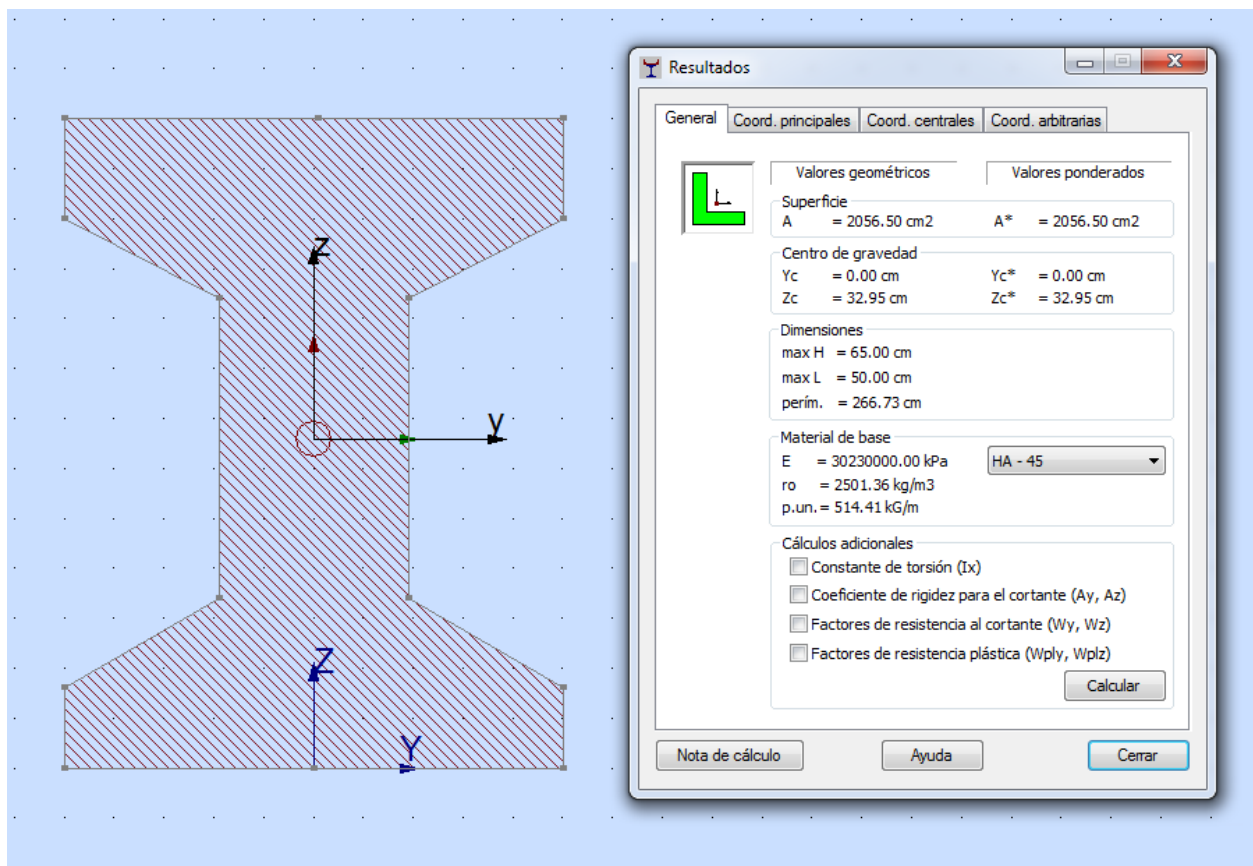 z
y
Z
Y
Resultados
General Coord. principales Coord. centrales Coord. arbitrarias
Valores geométricos Valores ponderados
Superficie
A = 2056.50 cm2 A* = 2056.50 cm2
Centro de gravedad
Yc = 0.00 cm Yc* = 0.00 cm
Zc = 32.95 cm Zc* = 32.95 cm
Dimensiones
max H = 65.00 cm
max L = 50.00 cm
perím. = 266.73 cm
Material de base
E = 30230000.00 kPa HA - 45
ro = 2501.36 kg/m3
p.un. = 514.41 kG/m
Cálculos adicionales
Constante de torsión (Ix)
Coeficiente de rigidez para el cortante (Ay, Az)
Factores de resistencia al cortante (Wy, Wz)
Factores de resistencia plástica (Wply, Wplz)
Calcular
Nota de cálculo Ayuda Cerrar